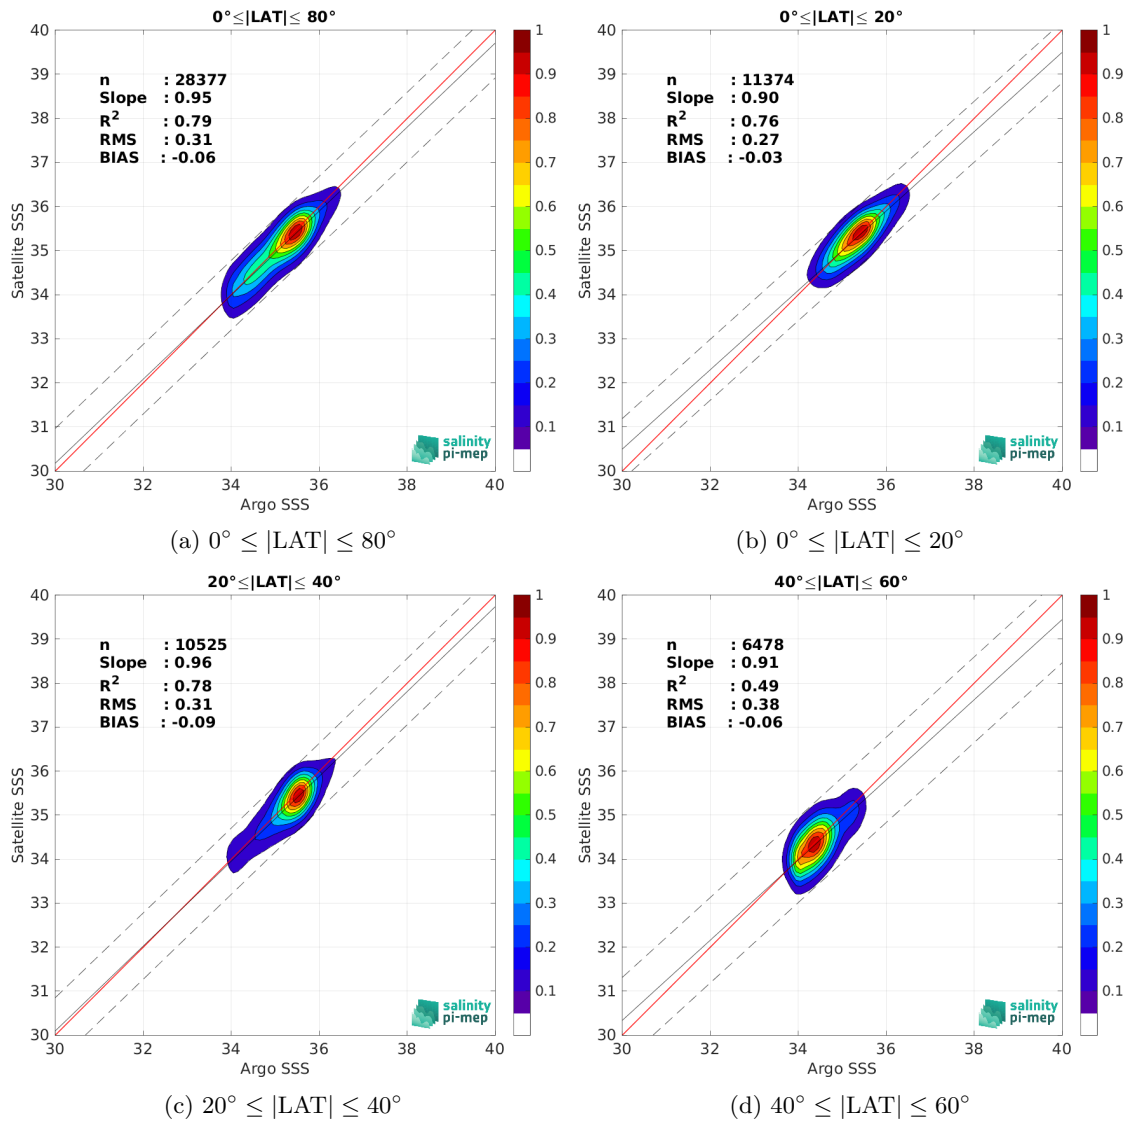 0°≤|LAT|≤ 80°
40
39
38
37
36
35
34
33
32
31
30
Satellite SSS
n : 28377
Slope : 0.95
R² : 0.79
RMS : 0.31
BIAS : -0.06
salinity
pi-mep
30 32 34 36 38 40
Argo SSS
1
0.9
0.8
0.7
0.6
0.5
0.4
0.3
0.2
0.1
(a) 0° ≤ |LAT| ≤ 80°
0°≤|LAT|≤ 20°
40
39
38
37
36
35
34
33
32
31
30
Satellite SSS
n : 11374
Slope : 0.90
R² : 0.76
RMS : 0.27
BIAS : -0.03
salinity
pi-mep
30 32 34 36 38 40
Argo SSS
1
0.9
0.8
0.7
0.6
0.5
0.4
0.3
0.2
0.1
(b) 0° ≤ |LAT| ≤ 20°
20°≤|LAT|≤ 40°
40
39
38
37
36
35
34
33
32
31
30
Satellite SSS
n : 10525
Slope : 0.96
R² : 0.78
RMS : 0.31
BIAS : -0.09
salinity
pi-mep
30 32 34 36 38 40
Argo SSS
1
0.9
0.8
0.7
0.6
0.5
0.4
0.3
0.2
0.1
(c) 20° ≤ |LAT| ≤ 40°
40°≤|LAT|≤ 60°
40
39
38
37
36
35
34
33
32
31
30
Satellite SSS
n : 6478
Slope : 0.91
R² : 0.49
RMS : 0.38
BIAS : -0.06
salinity
pi-mep
30 32 34 36 38 40
Argo SSS
1
0.9
0.8
0.7
0.6
0.5
0.4
0.3
0.2
0.1
(d) 40° ≤ |LAT| ≤ 60°